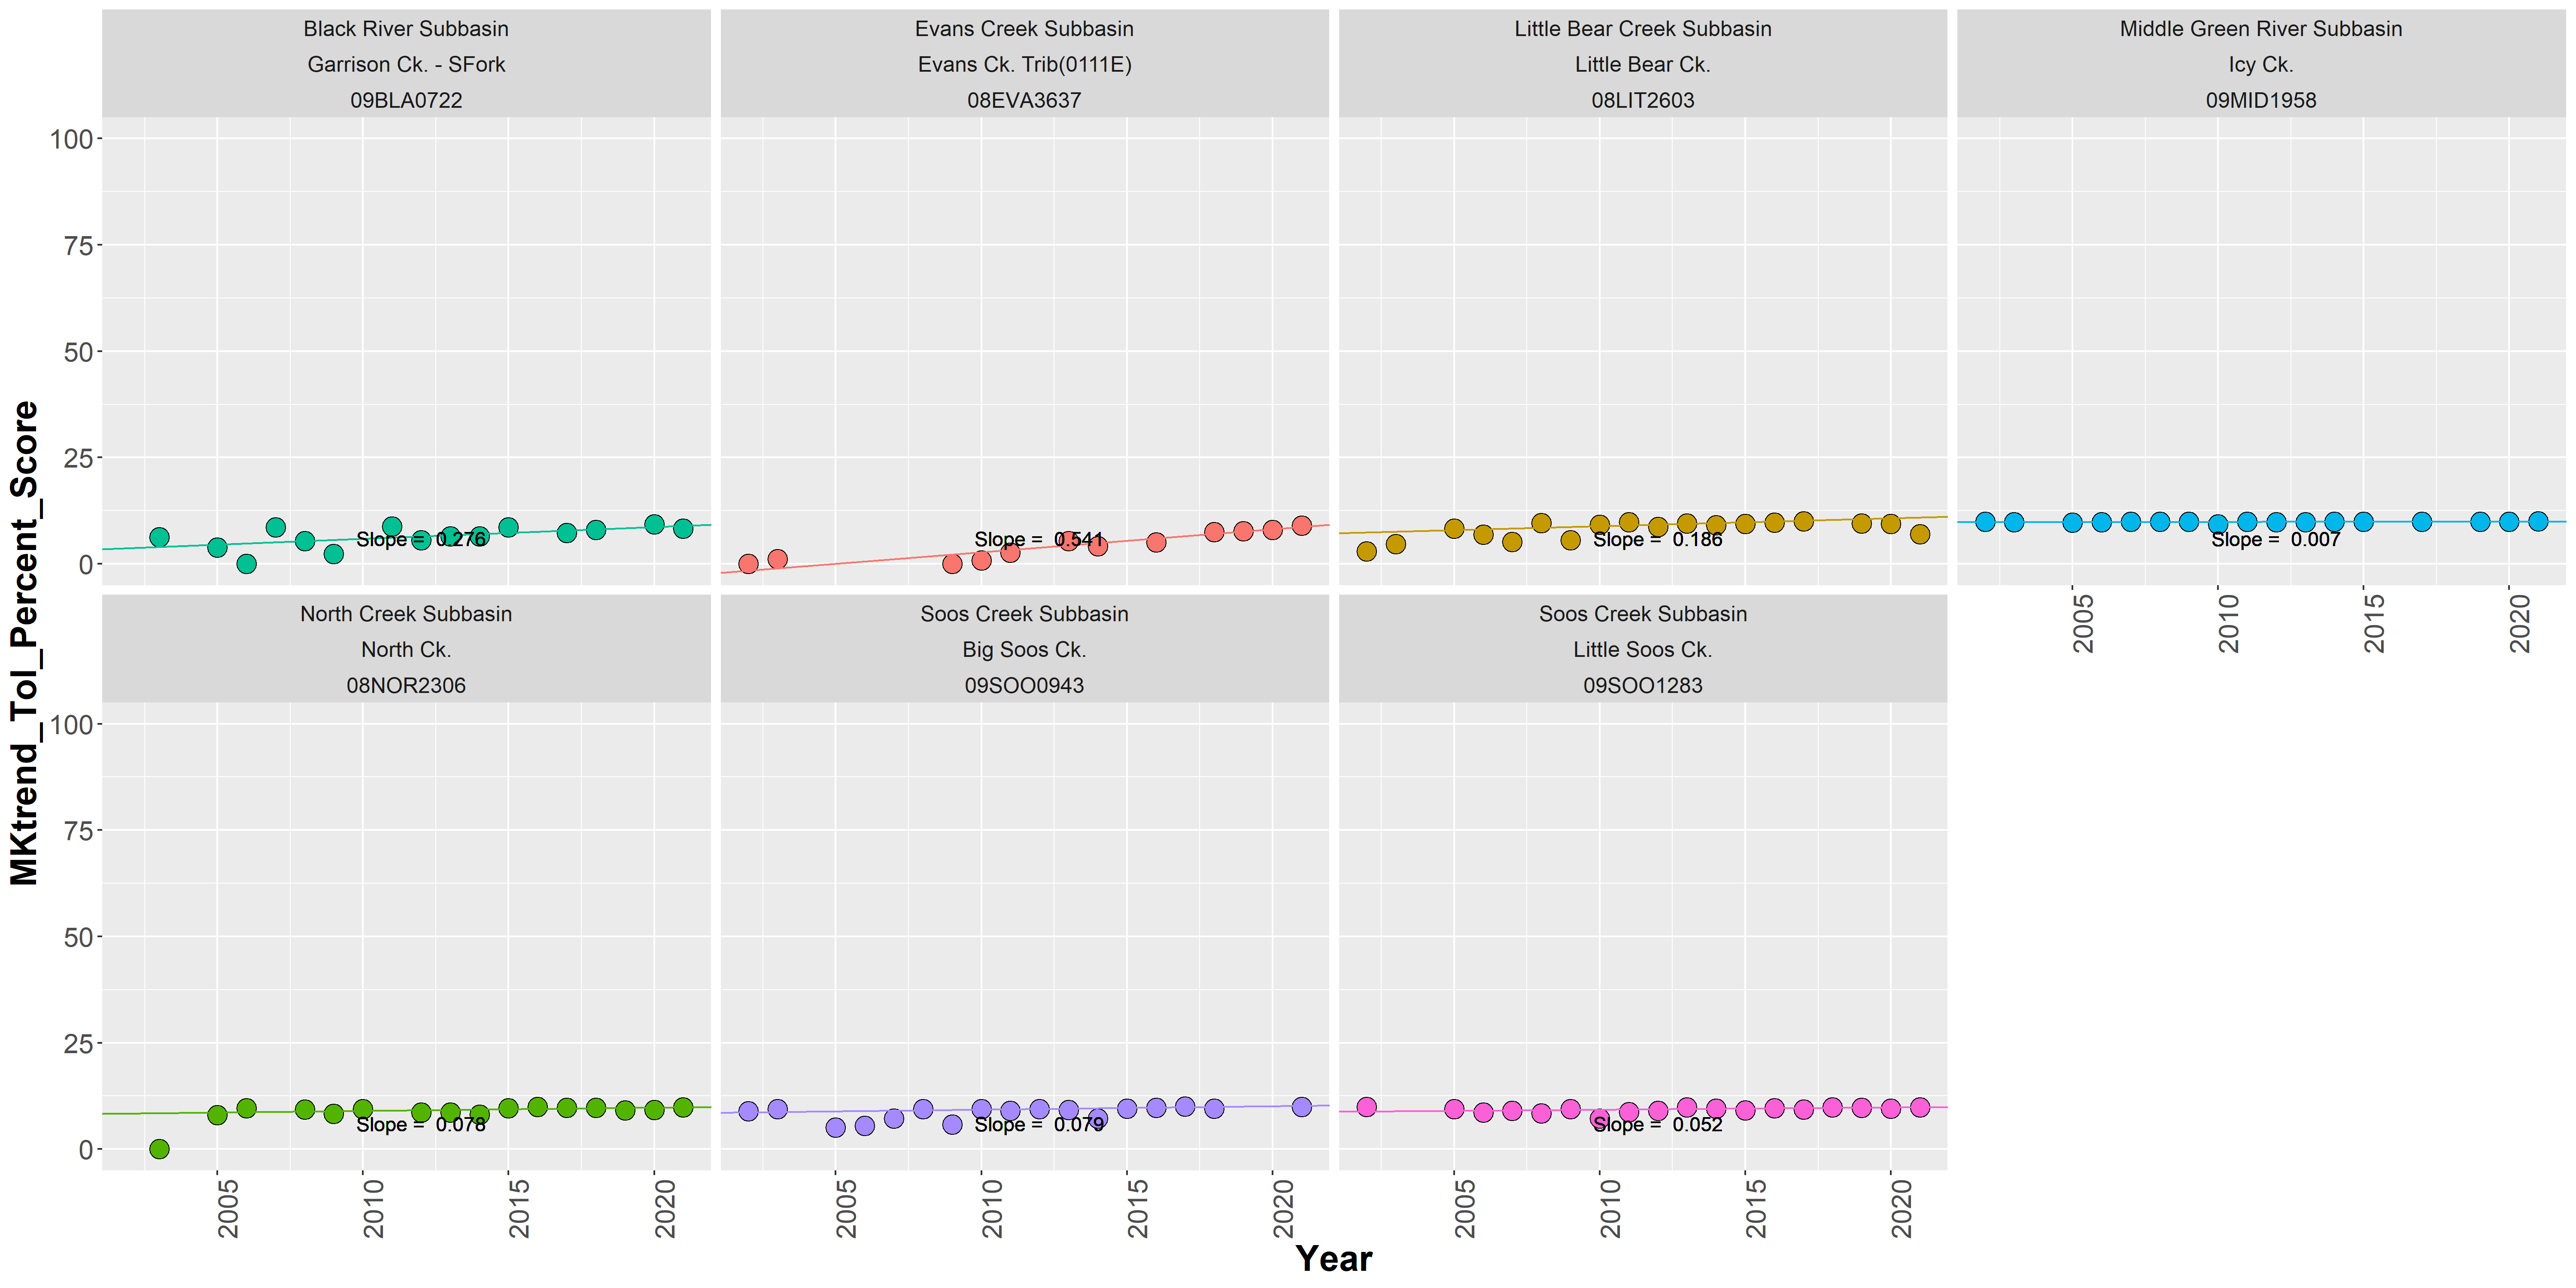 Black River Subbasin
Garrison Ck. - SFork
09BLA0722
Evans Creek Subbasin
Evans Ck. Trib(0111E)
08EVA3637
Little Bear Creek Subbasin
Little Bear Ck.
08LIT2603
Middle Green River Subbasin
Icy Ck.
09MID1958
100
75
50
25
0
Slope = 0.276
Slope = 0.541
Slope = 0.186
Slope = 0.007
2005
2010
2015
2020
MKtrend_Tol_Percent_Score
North Creek Subbasin
North Ck.
08NOR2306
Soos Creek Subbasin
Big Soos Ck.
09SOO0943
Soos Creek Subbasin
Little Soos Ck.
09SOO1283
100
75
50
25
0
Slope = 0.078
Slope = 0.079
Slope = 0.052
2005
2010
2015
2020
2005
2010
2015
2020
2005
2010
2015
2020
Year